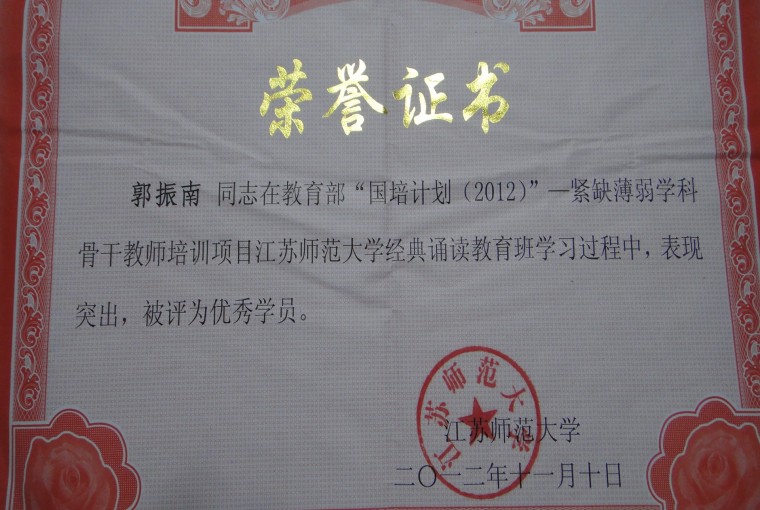 荣誉证书
郭振南 同志在教育部“国培计划（2012）”—紧缺薄弱学科
骨干教师培训项目江苏师范大学经典诵读教育班学习过程中，表现
突出，被评为优秀学员。
江苏师范大学
江苏师范大学
二〇一二年十一月十日